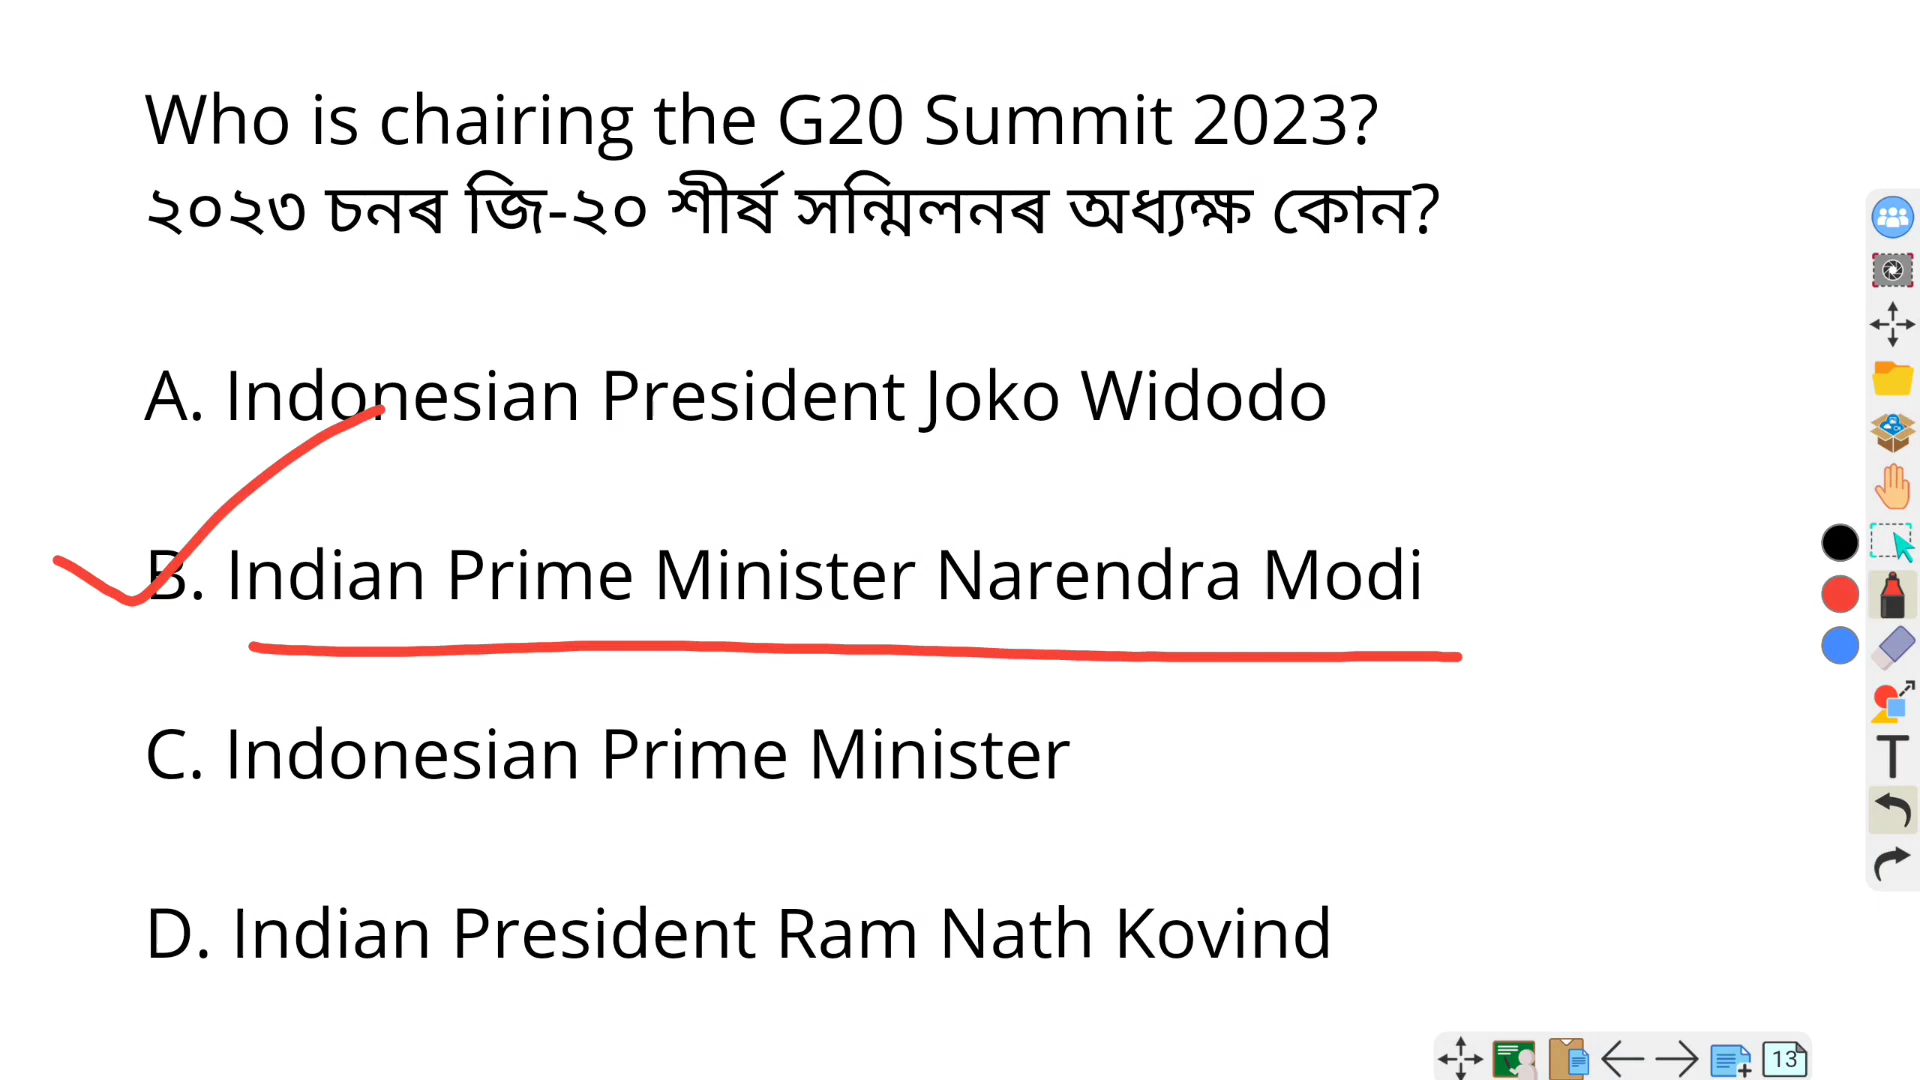 Who is chairing the G20 Summit 2023?
২০২৩ চনৰ জি-২০ শীৰ্ষ সন্মিলনৰ অধ্যক্ষ কোন?
A. Indonesian President Joko Widodo
B. Indian Prime Minister Narendra Modi
C. Indonesian Prime Minister
D. Indian President Ram Nath Kovind
T
13